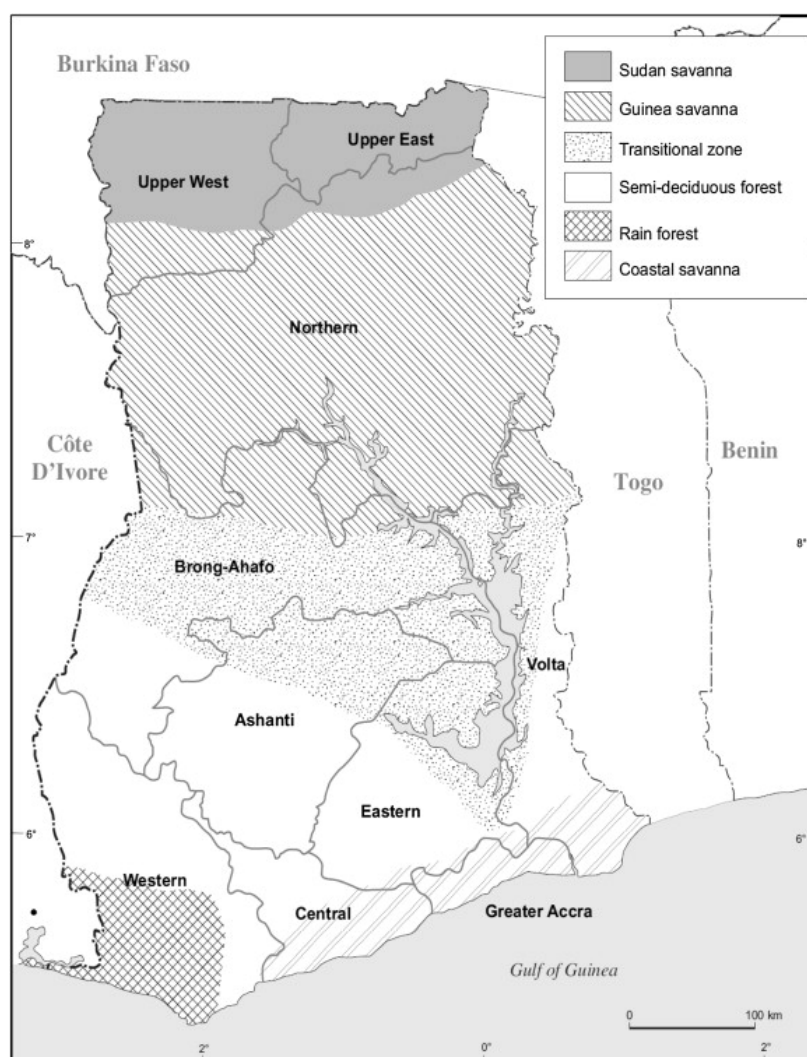 Burkina Faso
Sudan savanna
Guinea savanna
Transitional zone
Semi-deciduous forest
Rain forest
Coastal savanna
Upper East
Upper West
8°
Northern
Côte
D'Ivore
Togo
Benin
7°
8°
Brong-Ahafo
Volta
Ashanti
Eastern
6°
6°
Western
Central
Greater Accra
Gulf of Guinea
0
100 km
2°
0°
2°